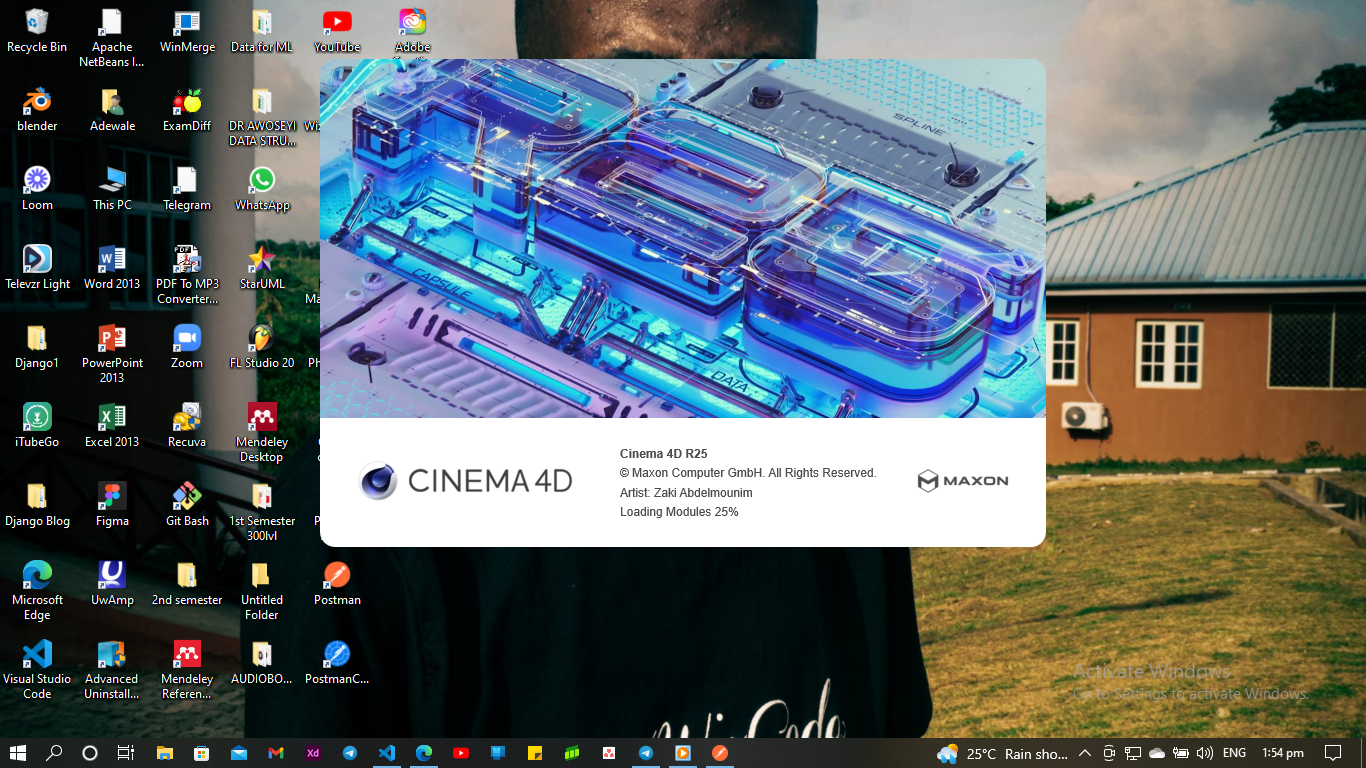 Recycle Bin
Apache
NetBeans I...
WinMerge
Data for ML
YouTube
Adobe
blender
Adewale
ExamDiff
DR AWOSEYI
DATA STRU...
Loom
This PC
Telegram
WhatsApp
Televzr Light
Word 2013
PDF To MP3
Converter...
StarUML
Django1
PowerPoint
2013
Zoom
FL Studio 20
iTubeGo
Excel 2013
Recuva
Mendeley
Desktop
Django Blog
Figma
Git Bash
1st Semester
300lvl
Microsoft
Edge
UwAmp
2nd semester
Untitled
Folder
Postman
Visual Studio
Code
Advanced
Uninstall...
Mendeley
Referen...
AUDIOBO...
PostmanC...
SPLINE
CAPSULE
DATA
CINEMA 4D
Cinema 4D R25
© Maxon Computer GmbH. All Rights Reserved.
Artist: Zaki Abdelmounim
Loading Modules 25%
MAXON
Code
Activate Windows
Go to Settings to activate Windows.
Xd
25°C Rain sho...
ENG
1:54 pm